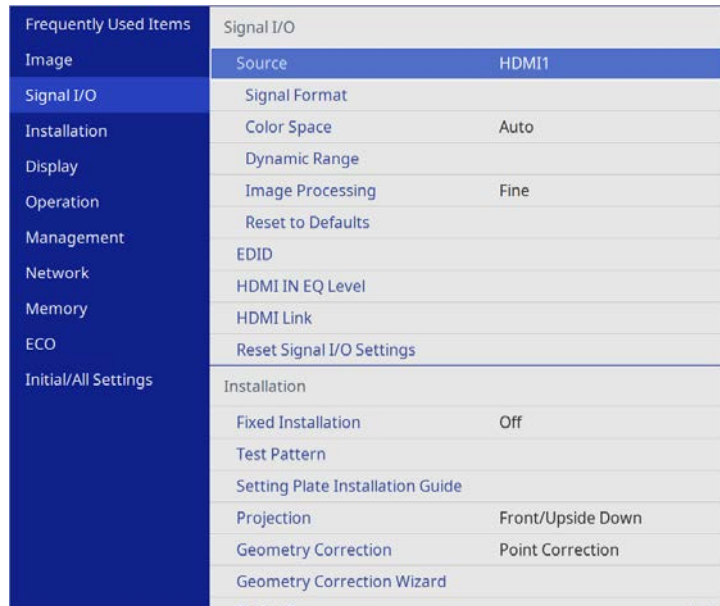 Frequently Used Items
Image
Signal I/O
Installation
Display
Operation
Management
Network
Memory
ECO
Initial/All Settings
Signal I/O
Source HDMI1
Signal Format
Color Space Auto
Dynamic Range
Image Processing Fine
Reset to Defaults
EDID
HDMI IN EQ Level
HDMI Link
Reset Signal I/O Settings
Installation
Fixed Installation Off
Test Pattern
Setting Plate Installation Guide
Projection Front/Upside Down
Geometry Correction Point Correction
Geometry Correction Wizard